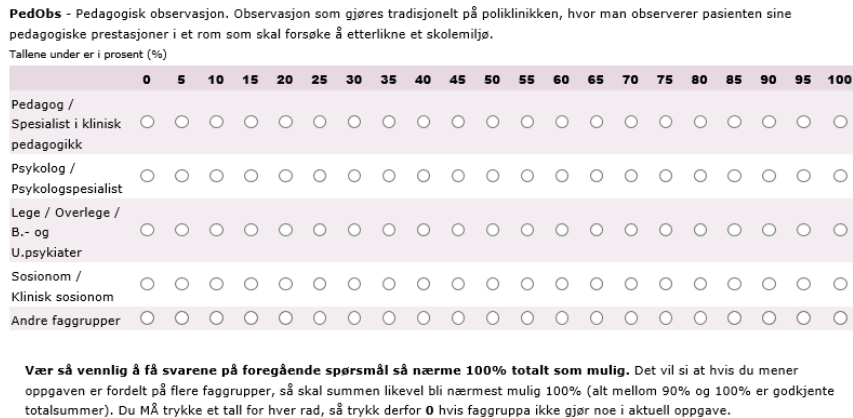 PedObs - Pedagogisk observasjon. Observasjon som gjøres tradisjonelt på poliklinikken, hvor man observerer pasienten sine
pedagogiske prestasjoner i et rom som skal forsøke å etterlikne et skolemiljø.
Tallene under er i prosent (%)
0 5 10 15 20 25 30 35 40 45 50 55 60 65 70 75 80 85 90 95 100
Pedagog /
Spesialist i klinisk
pedagogikk
Psykolog /
Psykologspesialist
Lege / Overlege /
B.- og
U.psykiater
Sosionom /
Klinisk sosionom
Andre faggrupper
Vær så vennlig å få svarene på foregående spørsmål så nærme 100% totalt som mulig. Det vil si at hvis du mener
oppgaven er fordelt på flere faggrupper, så skal summen likevel bli nærmest mulig 100% (alt mellom 90% og 100% er godkjente
totalsummer). Du MÅ trykke et tall for hver rad, så trykk derfor 0 hvis faggruppa ikke gjør noe i aktuell oppgave.